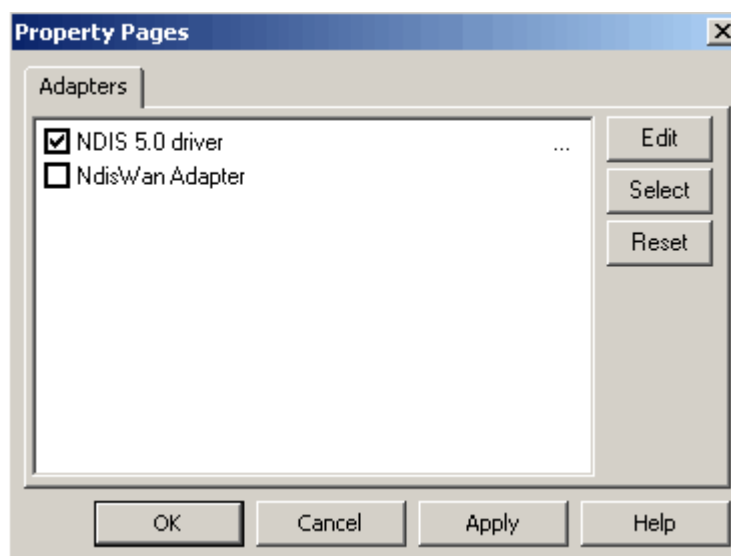 Property Pages
Adapters
NDIS 5.0 driver ...
NdisWan Adapter
Edit
Select
Reset
OK Cancel Apply Help